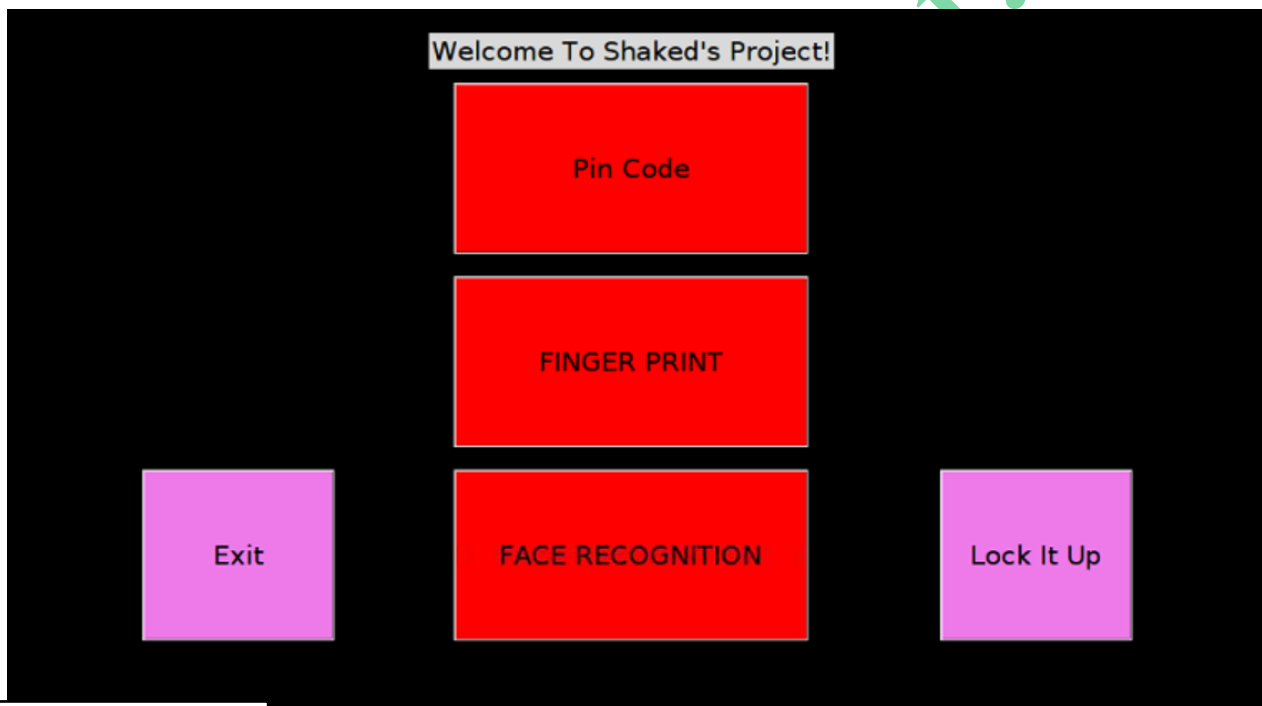 Welcome To Shaked's Project!
Pin Code
FINGER PRINT
Exit
FACE RECOGNITION
Lock It Up